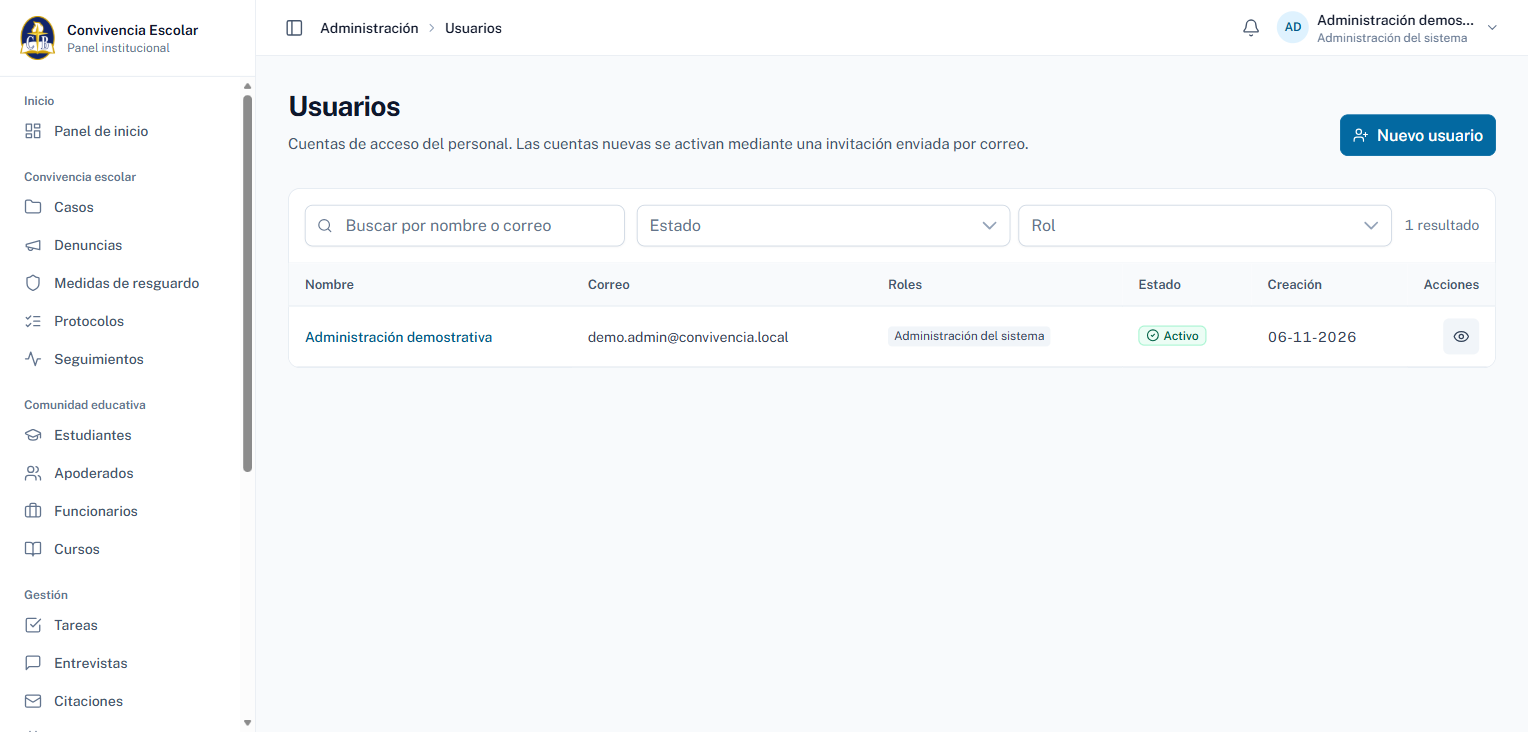 Convivencia Escolar
Panel institucional
Inicio
Panel de inicio
Convivencia escolar
Casos
Denuncias
Medidas de resguardo
Protocolos
Seguimientos
Comunidad educativa
Estudiantes
Apoderados
Funcionarios
Cursos
Gestión
Tareas
Entrevistas
Citaciones
Administración > Usuarios
AD
Administración demos...
Administración del sistema
Usuarios
Cuentas de acceso del personal. Las cuentas nuevas se activan mediante una invitación enviada por correo.
Nuevo usuario
Buscar por nombre o correo
Estado
Rol
1 resultado
Nombre Correo Roles Estado Creación Acciones
Administración demostrativa demo.admin@convivencia.local Administración del sistema Activo 06-11-2026